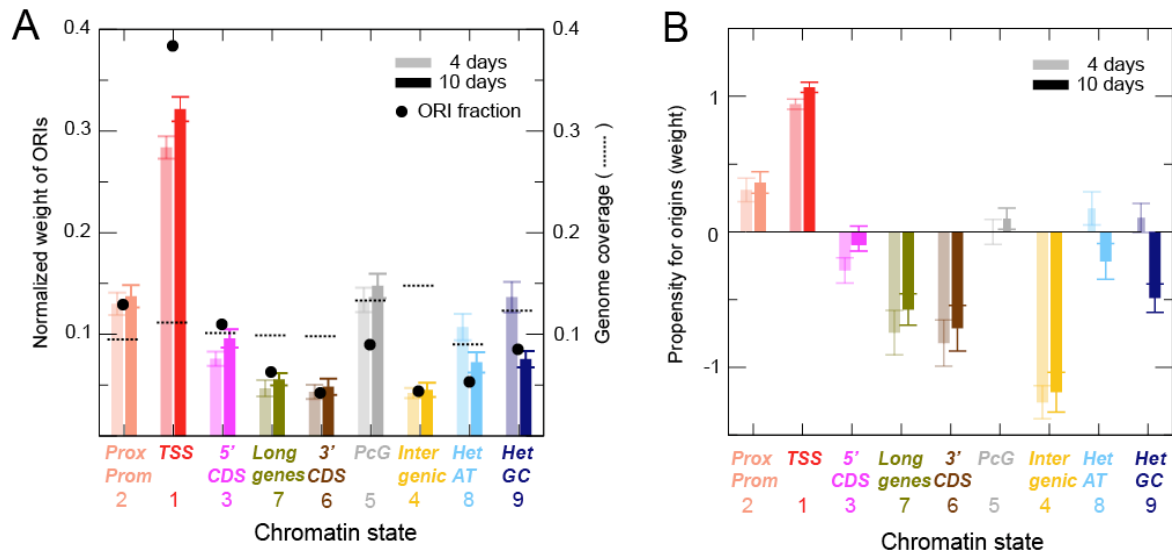 A
Normalized weight of ORIs
0.4
0.3
0.2
0.1
4 days
10 days
ORI fraction
0.4
0.3
0.2
0.1
0.0
Genome coverage ( ....... )
Prox TSS 5' Long 3' PcG Inter Het Het
Prom CDS genes CDS genic AT GC
2 1 3 7 6 5 4 8 9
Chromatin state
B
Propensity for origins (weight)
1
0
-1
4 days
10 days
Prox TSS 5' Long 3' PcG Inter Het Het
Prom CDS genes CDS genic AT GC
2 1 3 7 6 5 4 8 9
Chromatin state